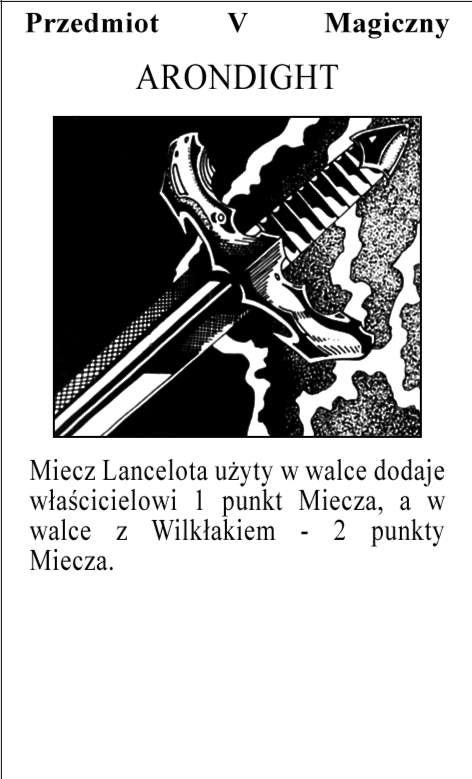 Przedmiot V Magiczny
ARONDIGHT
Miecz Lancelota użyty w walce dodaje
właścicielowi 1 punkt Miecza, a w
walce z Wilkłakiem - 2 punkty
Miecza.